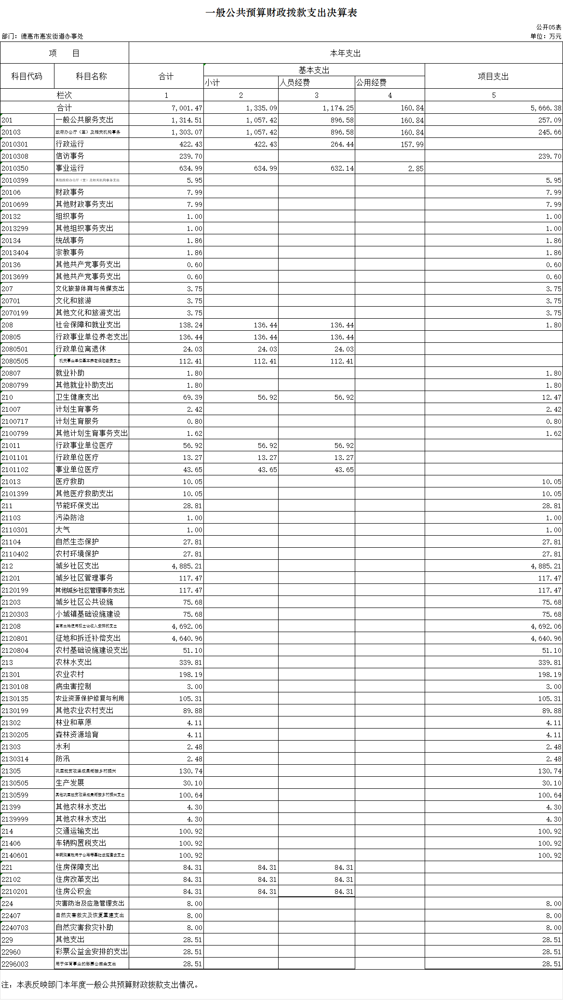 一般公共预算财政拨款支出决算表
公开05表
部门：德惠市惠发街道办事处 单位：万元
项 目 本年支出
科目代码 科目名称 合计 基本支出 项目支出
小计 人员经费 公用经费
栏次 1 2 3 4 5
合计 7,001.47 1,335.09 1,174.25 160.84 5,666.38
201 一般公共服务支出 1,314.51 1,057.42 896.58 160.84 257.09
20103 政府办公厅（室）及相关机构事务 1,303.07 1,057.42 896.58 160.84 245.66
2010301 行政运行 422.43 422.43 264.44 157.99
2010308 信访事务 239.70 239.70
2010350 事业运行 634.99 634.99 632.14 2.85
2010399 其他政府办公厅（室）及相关机构事务支出 5.95 5.95
20106 财政事务 7.99 7.99
2010699 其他财政事务支出 7.99 7.99
20132 组织事务 1.00 1.00
2013299 其他组织事务支出 1.00 1.00
20134 统战事务 1.86 1.86
2013404 宗教事务 1.86 1.86
20136 其他共产党事务支出 0.60 0.60
2013699 其他共产党事务支出 0.60 0.60
207 文化旅游体育与传媒支出 3.75 3.75
20701 文化和旅游 3.75 3.75
2070199 其他文化和旅游支出 3.75 3.75
208 社会保障和就业支出 138.24 136.44 136.44 1.80
20805 行政事业单位养老支出 136.44 136.44 136.44
2080501 行政单位离退休 24.03 24.03 24.03
2080505 机关事业单位基本养老保险缴费支出 112.41 112.41 112.41
20807 就业补助 1.80 1.80
2080799 其他就业补助支出 1.80 1.80
210 卫生健康支出 69.39 56.92 56.92 12.47
21007 计划生育事务 2.42 2.42
2100717 计划生育服务 0.80 0.80
2100799 其他计划生育事务支出 1.62 1.62
21011 行政事业单位医疗 56.92 56.92 56.92
2101101 行政单位医疗 13.27 13.27 13.27
2101102 事业单位医疗 43.65 43.65 43.65
21013 医疗救助 10.05 10.05
2101399 其他医疗救助支出 10.05 10.05
211 节能环保支出 28.81 28.81
21103 污染防治 1.00 1.00
2110301 大气 1.00 1.00
21104 自然生态保护 27.81 27.81
2110402 农村环境保护 27.81 27.81
212 城乡社区支出 4,885.21 4,885.21
21201 城乡社区管理事务 117.47 117.47
2120199 其他城乡社区管理事务支出 117.47 117.47
21203 城乡社区公共设施 75.68 75.68
2120303 小城镇基础设施建设 75.68 75.68
21208 国有土地使用权出让收入安排的支出 4,692.06 4,692.06
2120801 征地和拆迁补偿支出 4,640.96 4,640.96
2120804 农村基础设施建设支出 51.10 51.10
213 农林水支出 339.81 339.81
21301 农业农村 198.19 198.19
2130108 病虫害控制 3.00 3.00
2130135 农业资源保护修复与利用 105.31 105.31
2130199 其他农业农村支出 89.88 89.88
21302 林业和草原 4.11 4.11
2130205 森林资源培育 4.11 4.11
21303 水利 2.48 2.48
2130314 防汛 2.48 2.48
21305 巩固脱贫攻坚成果衔接乡村振兴 130.74 130.74
2130505 生产发展 30.10 30.10
2130599 其他巩固脱贫攻坚成果衔接乡村振兴支出 100.64 100.64
21399 其他农林水支出 4.30 4.30
2139999 其他农林水支出 4.30 4.30
214 交通运输支出 100.92 100.92
21406 车辆购置税支出 100.92 100.92
2140601 车辆购置税用于公路等基础设施建设支出 100.92 100.92
221 住房保障支出 84.31 84.31 84.31
22102 住房改革支出 84.31 84.31 84.31
2210201 住房公积金 84.31 84.31 84.31
224 灾害防治及应急管理支出 8.00 8.00
22407 自然灾害救灾及恢复重建支出 8.00 8.00
2240703 自然灾害救灾补助 8.00 8.00
229 其他支出 28.51 28.51
22960 彩票公益金安排的支出 28.51 28.51
2296003 用于体育事业的彩票公益金支出 28.51 28.51
注：本表反映部门本年度一般公共预算财政拨款支出情况。